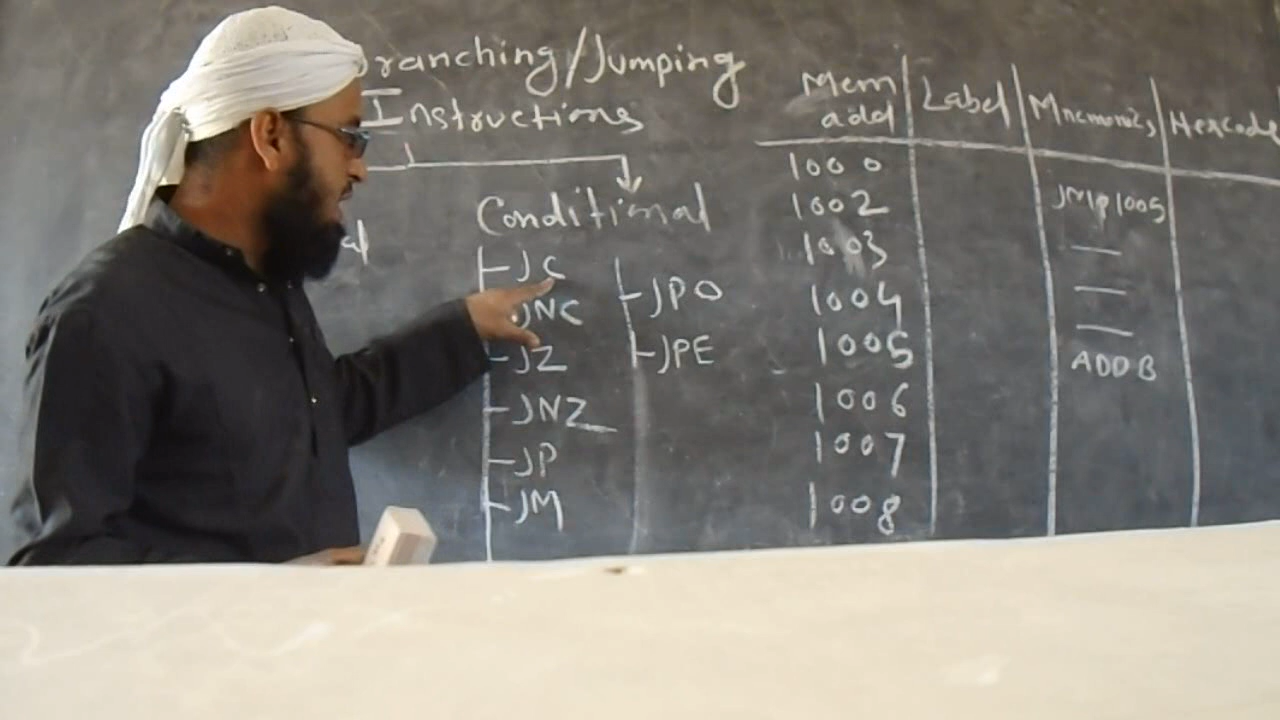 Branching/Jumping
Instructions
Conditional
JC
JNC
JZ
JNZ
JP
JM
JPO
JPE
Mem add Label Mnemonics Hexcode
1000
1002 JMP 1005
1003 —
1004 —
1005 —
ADD B
1006
1007
1008